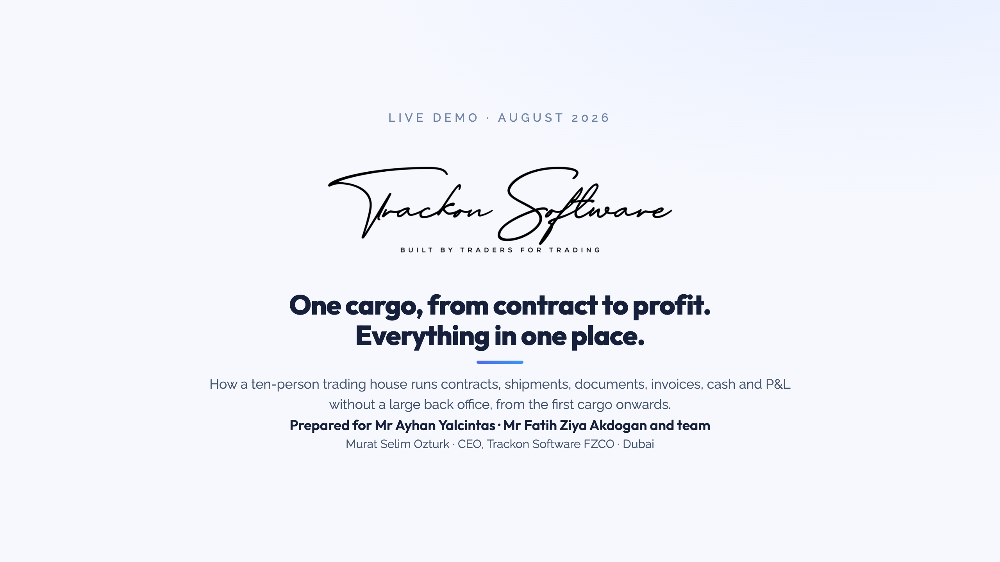 LIVE DEMO · AUGUST 2026
Trackon Software
BUILT BY TRADERS FOR TRADING
One cargo, from contract to profit.
Everything in one place.
How a ten-person trading house runs contracts, shipments, documents, invoices, cash and P&L
without a large back office, from the first cargo onwards.
Prepared for Mr Ayhan Yalcintas · Mr Fatih Ziya Akdogan and team
Murat Selim Ozturk · CEO, Trackon Software FZCO · Dubai